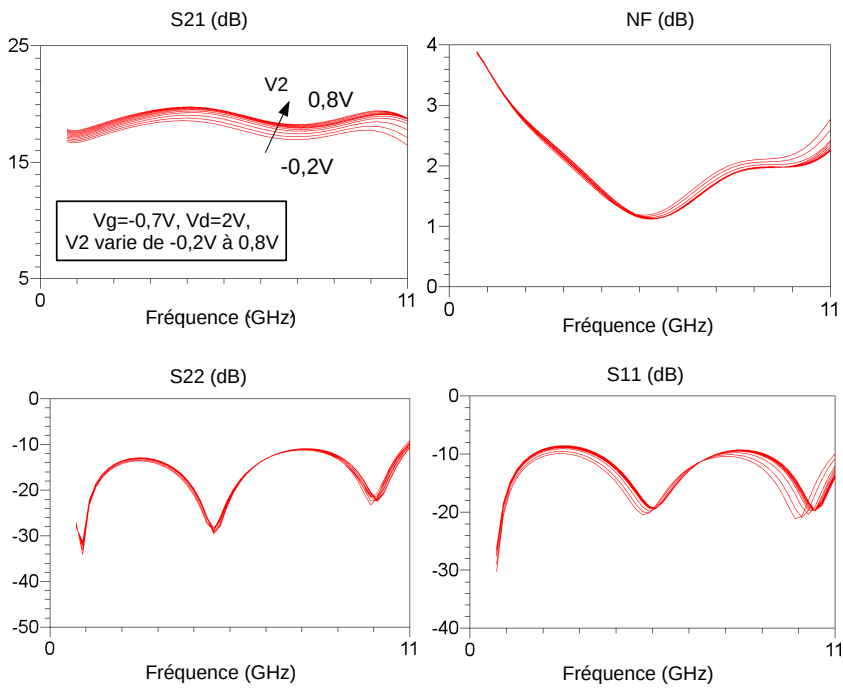 S21 (dB)
25
15
5
0
11
V2
0,8V
-0,2V
Vg=-0,7V, Vd=2V,
V2 varie de -0,2V à 0,8V
Fréquence (GHz)
NF (dB)
4
3
2
1
0
0
11
Fréquence (GHz)
S22 (dB)
0
-10
-20
-30
-40
-50
0
11
Fréquence (GHz)
S11 (dB)
0
-10
-20
-30
-40
0
11
Fréquence (GHz)